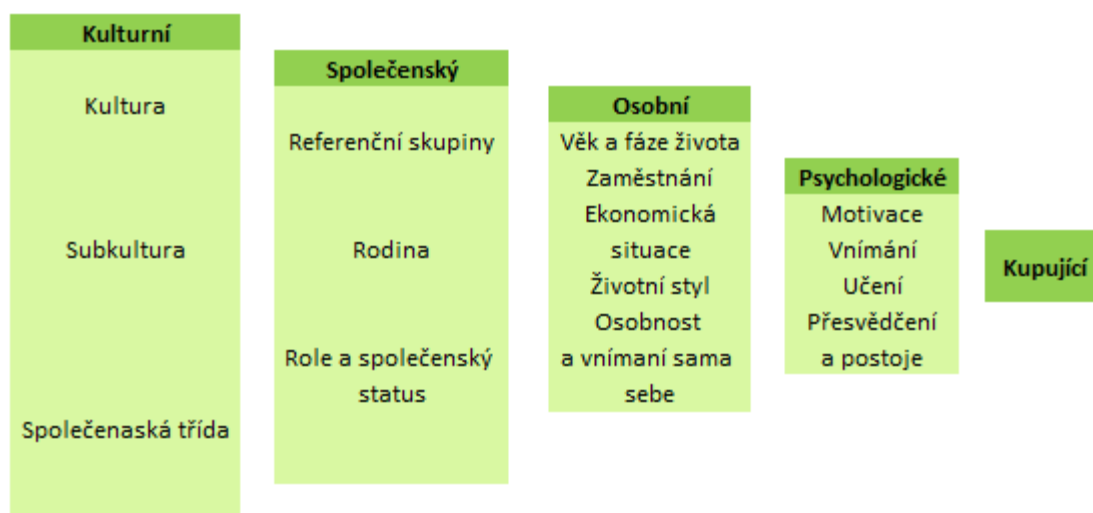 Kulturní
Kultura
Subkultura
Společenaská třída
Společenský
Referenční skupiny
Rodina
Role a společenský
status
Osobní
Věk a fáze života
Zaměstnání
Ekonomická
situace
Životní styl
Osobnost
a vnímaní sama
sebe
Psychologické
Motivace
Vnímání
Učení
Přesvědčení
a postoje
Kupující